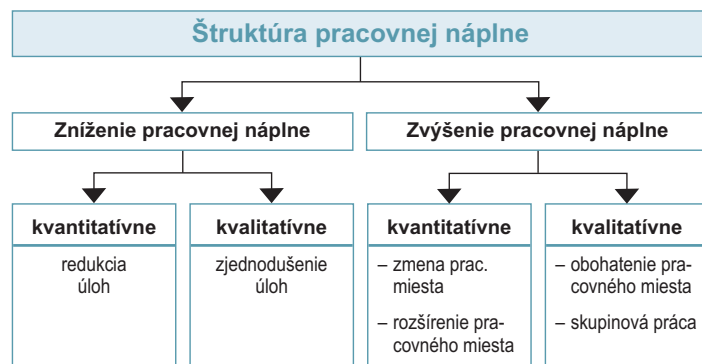 Štruktúra pracovnej náplne
Zníženie pracovnej náplne
Zvýšenie pracovnej náplne
kvantitatívne
redukcia
úloh
kvalitatívne
zjednodušenie
úloh
kvantitatívne
– zmena prac.
miesta
– rozšírenie pra-
covného miesta
kvalitatívne
– obohatenie pra-
covného miesta
– skupinová práca